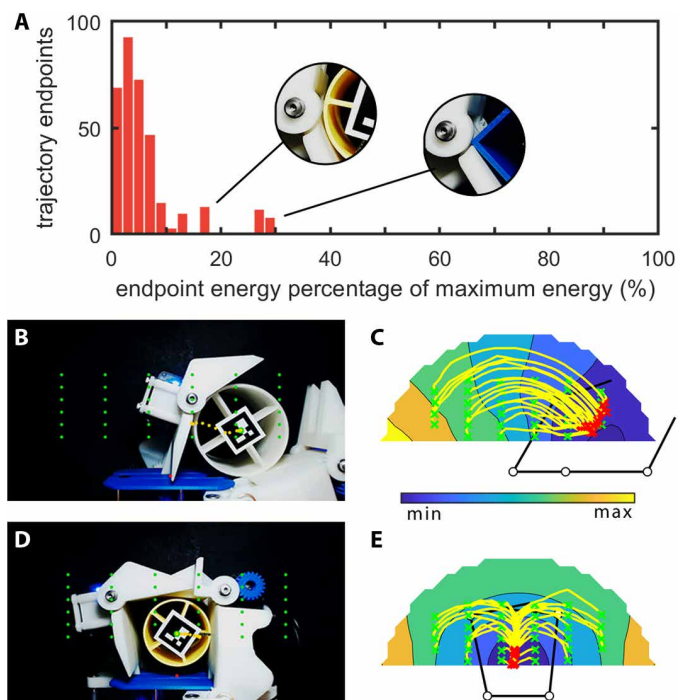 A
100
50
0
trajectory endpoints
0 20 40 60 80 100
endpoint energy percentage of maximum energy (%)
B
C
min max
D
E